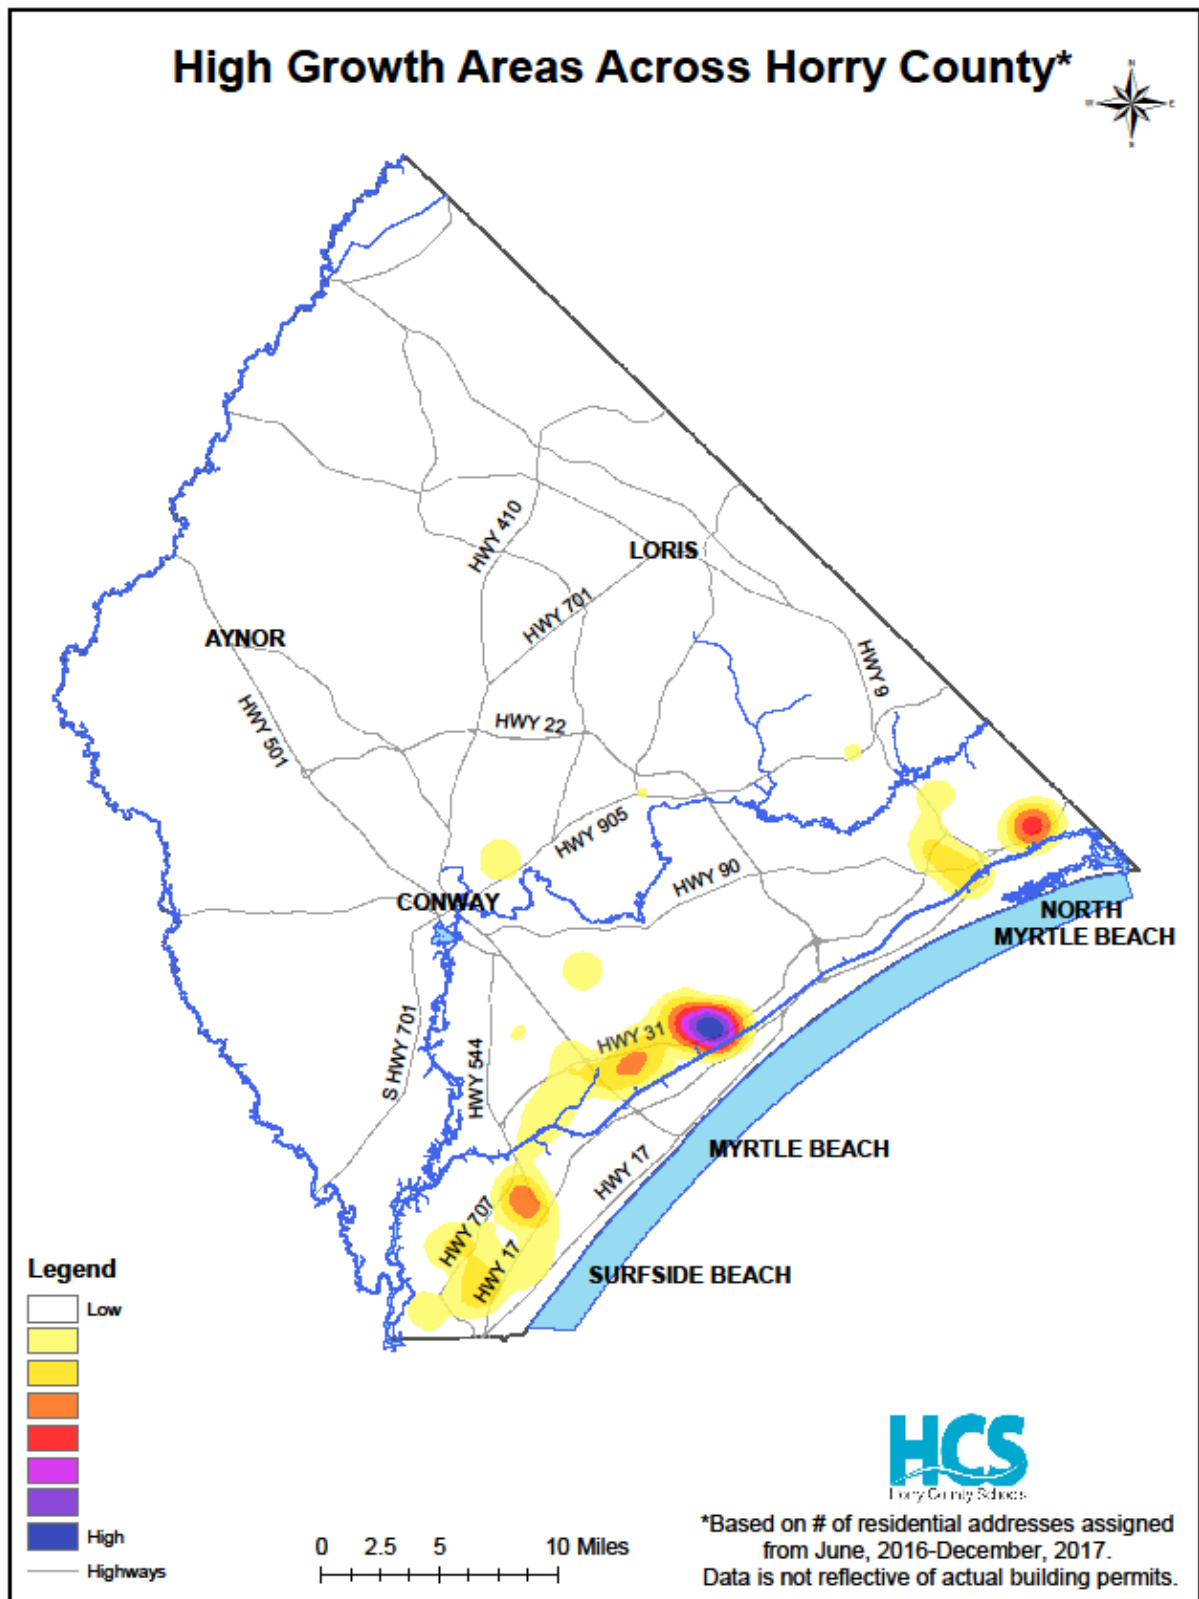 High Growth Areas Across Horry County*
N
W
E
S
HWY 410
LORIS
HWY 701
AYNOR
HWY 9
HWY 501
HWY 22
HWY 905
HWY 90
CONWAY
NORTH
MYRTLE BEACH
S HWY 701
HWY 544
HWY 31
MYRTLE BEACH
HWY 17
HWY 707
HWY 17
SURFSIDE BEACH
Legend
Low
High
Highways
0 2.5 5 10 Miles
HCS
Horry County Schools
*Based on # of residential addresses assigned
from June, 2016-December, 2017.
Data is not reflective of actual building permits.